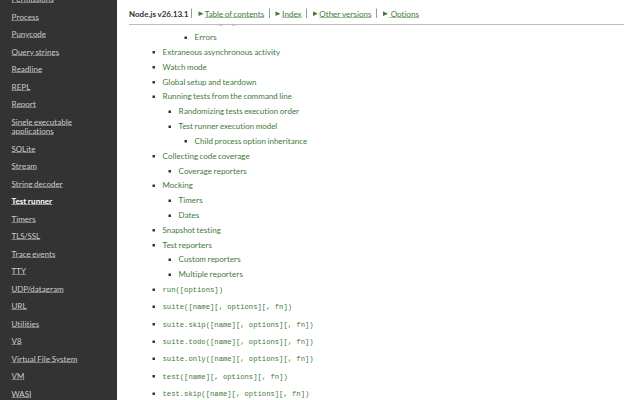 Permissions
Process
Punycode
Query strings
Readline
REPL
Report
Single executable
applications
SQLite
Stream
String decoder
Test runner
Timers
TLS/SSL
Trace events
TTY
UDP/datagram
URL
Utilities
V8
Virtual File System
VM
WASI
Node.js v26.13.1 | ►Table of contents | ►Index | ►Other versions | ► Options
Errors
Extraneous asynchronous activity
Watch mode
Global setup and teardown
Running tests from the command line
Randomizing tests execution order
Test runner execution model
Child process option inheritance
Collecting code coverage
Coverage reporters
Mocking
Timers
Dates
Snapshot testing
Test reporters
Custom reporters
Multiple reporters
run([options])
suite([name][, options][, fn])
suite.skip([name][, options][, fn])
suite.todo([name][, options][, fn])
suite.only([name][, options][, fn])
test([name][, options][, fn])
test.skip([name][, options][, fn])